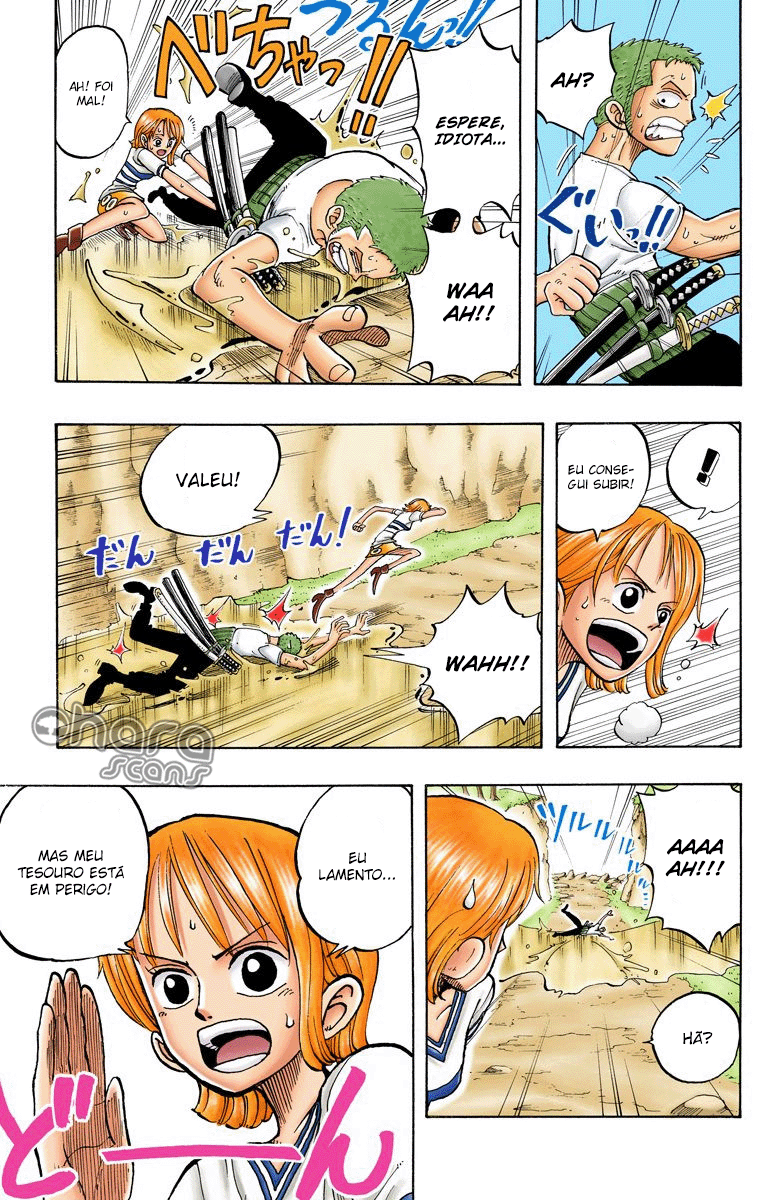 AH?
ぐいっ!!
つるんっ!!
ESPERE,
IDIOTA...
べちゃっ!!
AH! FOI
MAL!
WAA
AH!!
!
EU CONSE-
GUI SUBIR!
VALEU!
だん だん だん!
WAHH!!
Ohara
scans
AAAA
AH!!!
ツルルルル
HÃ?
EU
LAMENTO...
MAS MEU
TESOURO ESTÁ
EM PERIGO!
どーん